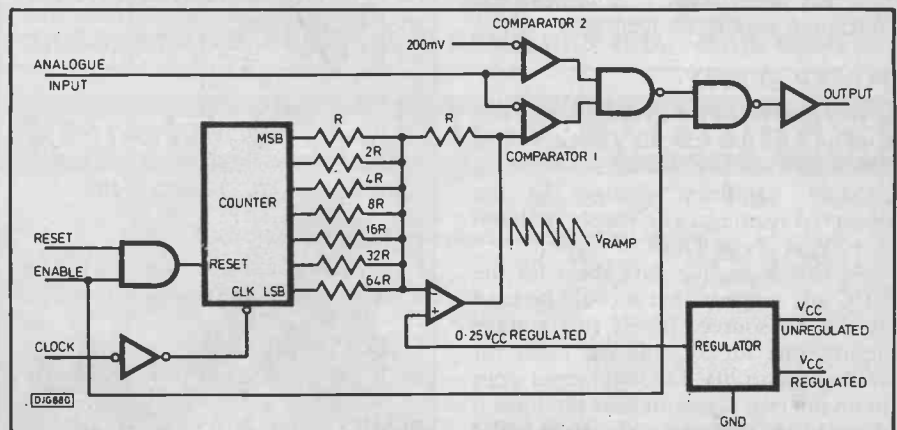 COMPARATOR 2
200mV
ANALOGUE
INPUT
OUTPUT
R
R
MSB
COMPARATOR 1
2R
4R
COUNTER
8R
VRAMP
RESET
16R
ENABLE
RESET
32R
CLK LSB
64R
VCC
UNREGULATED
0·25VCC REGULATED
REGULATOR
CLOCK
VCC
REGULATED
DJG880
GND